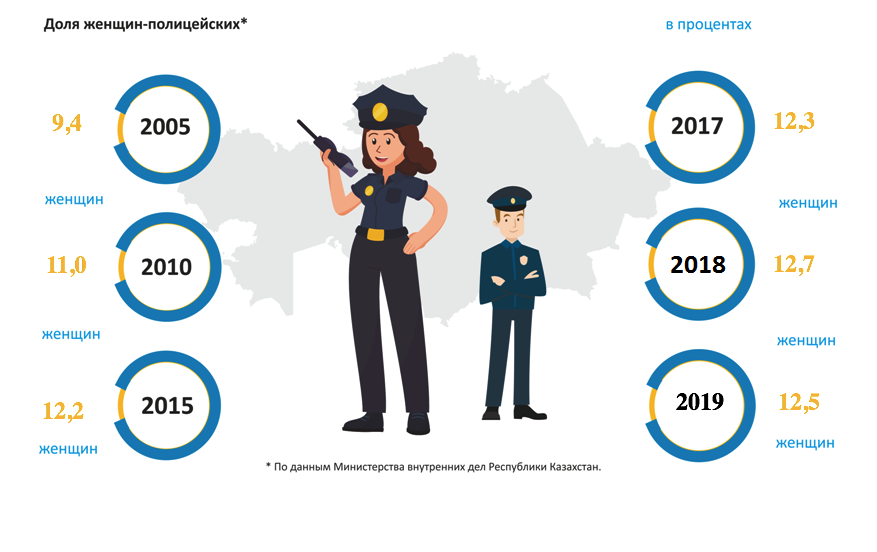 Доля женщин-полицейских*
в процентах
9,4
2005
женщин
11,0
2010
женщин
12,2
2015
женщин
2017
12,3
женщин
2018
12,7
женщин
2019
12,5
женщин
* По данным Министерства внутренних дел Республики Казахстан.